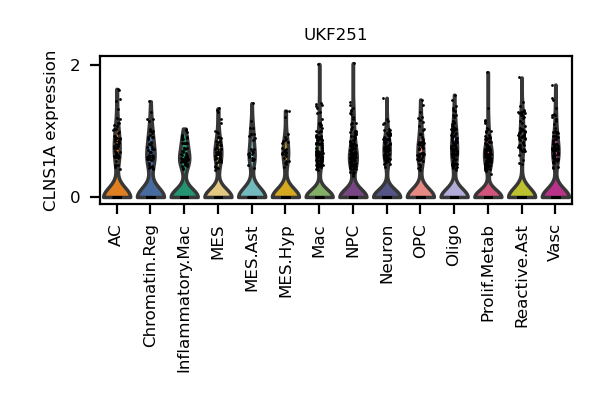 UKF251
CLNS1A expression
2
0
AC
Chromatin.Reg
Inflammatory.Mac
MES
MES.Ast
MES.Hyp
Mac
NPC
Neuron
OPC
Oligo
Prolif.Metab
Reactive.Ast
Vasc